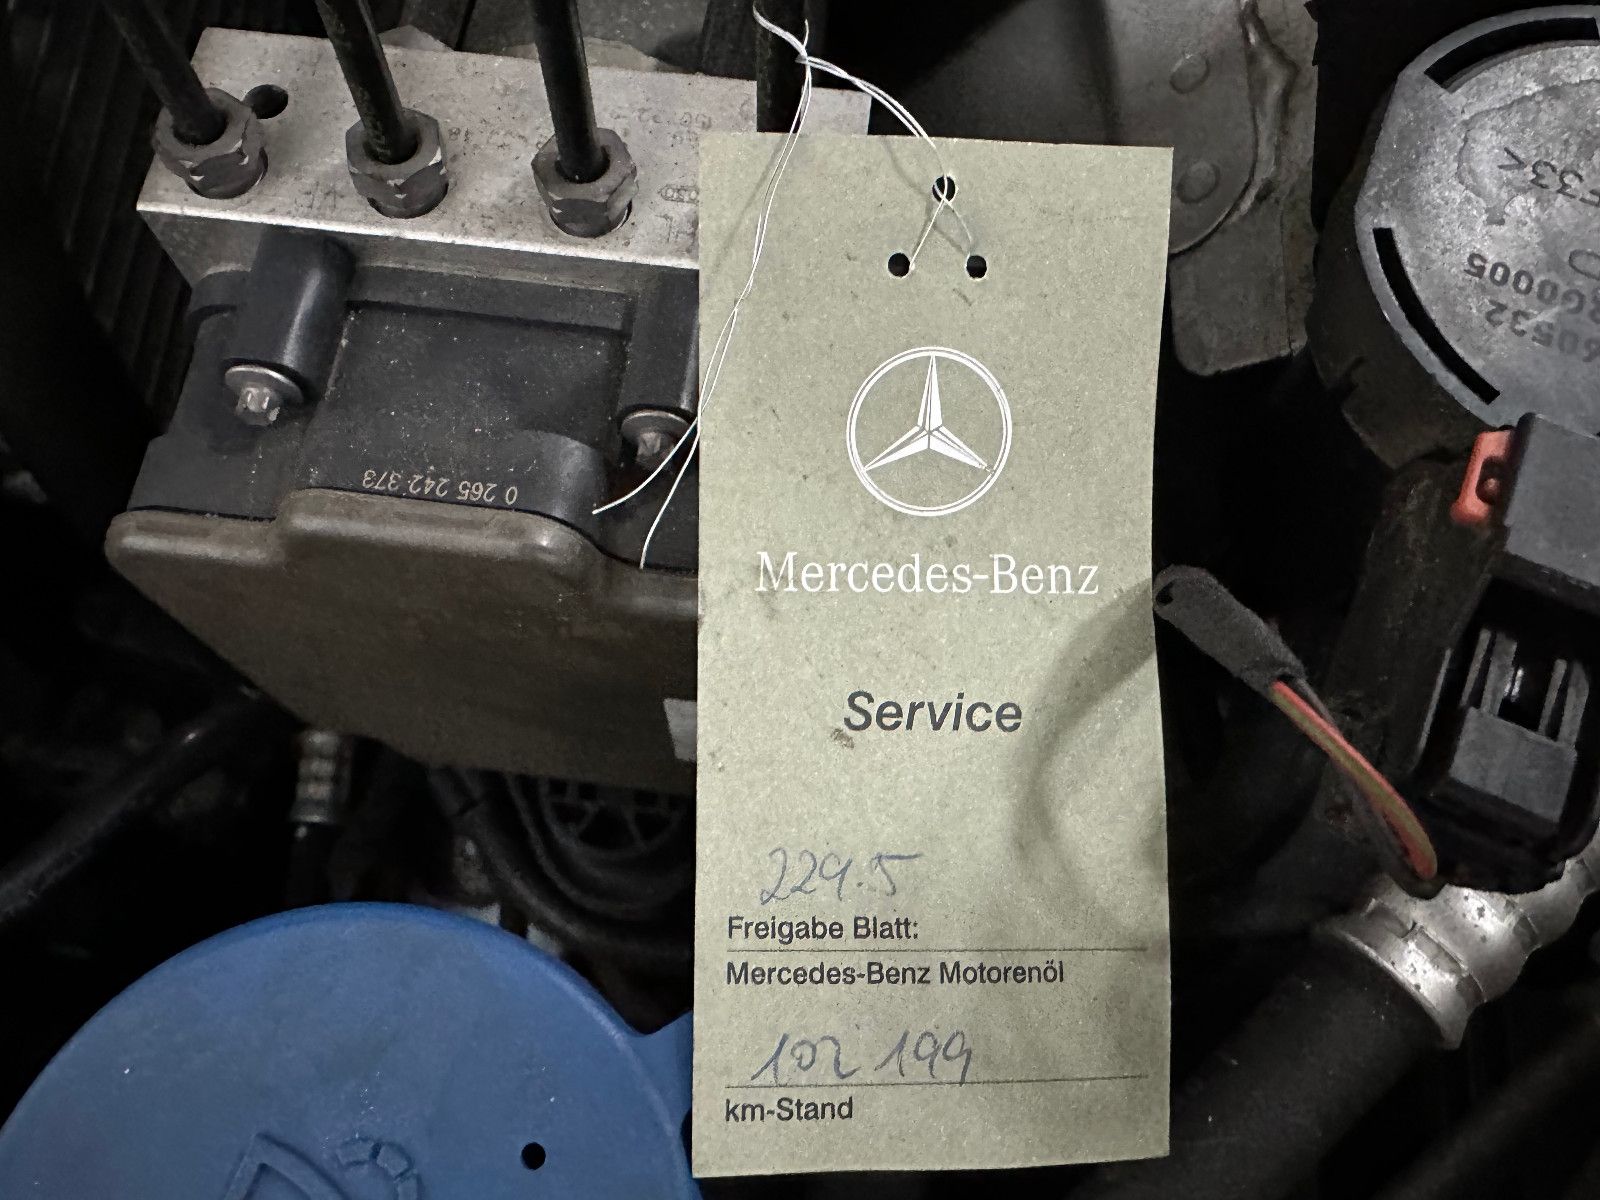 0 265 242 373
Mercedes-Benz
Service
229.5
Freigabe Blatt:
Mercedes-Benz Motorenöl
102 199
km-Stand